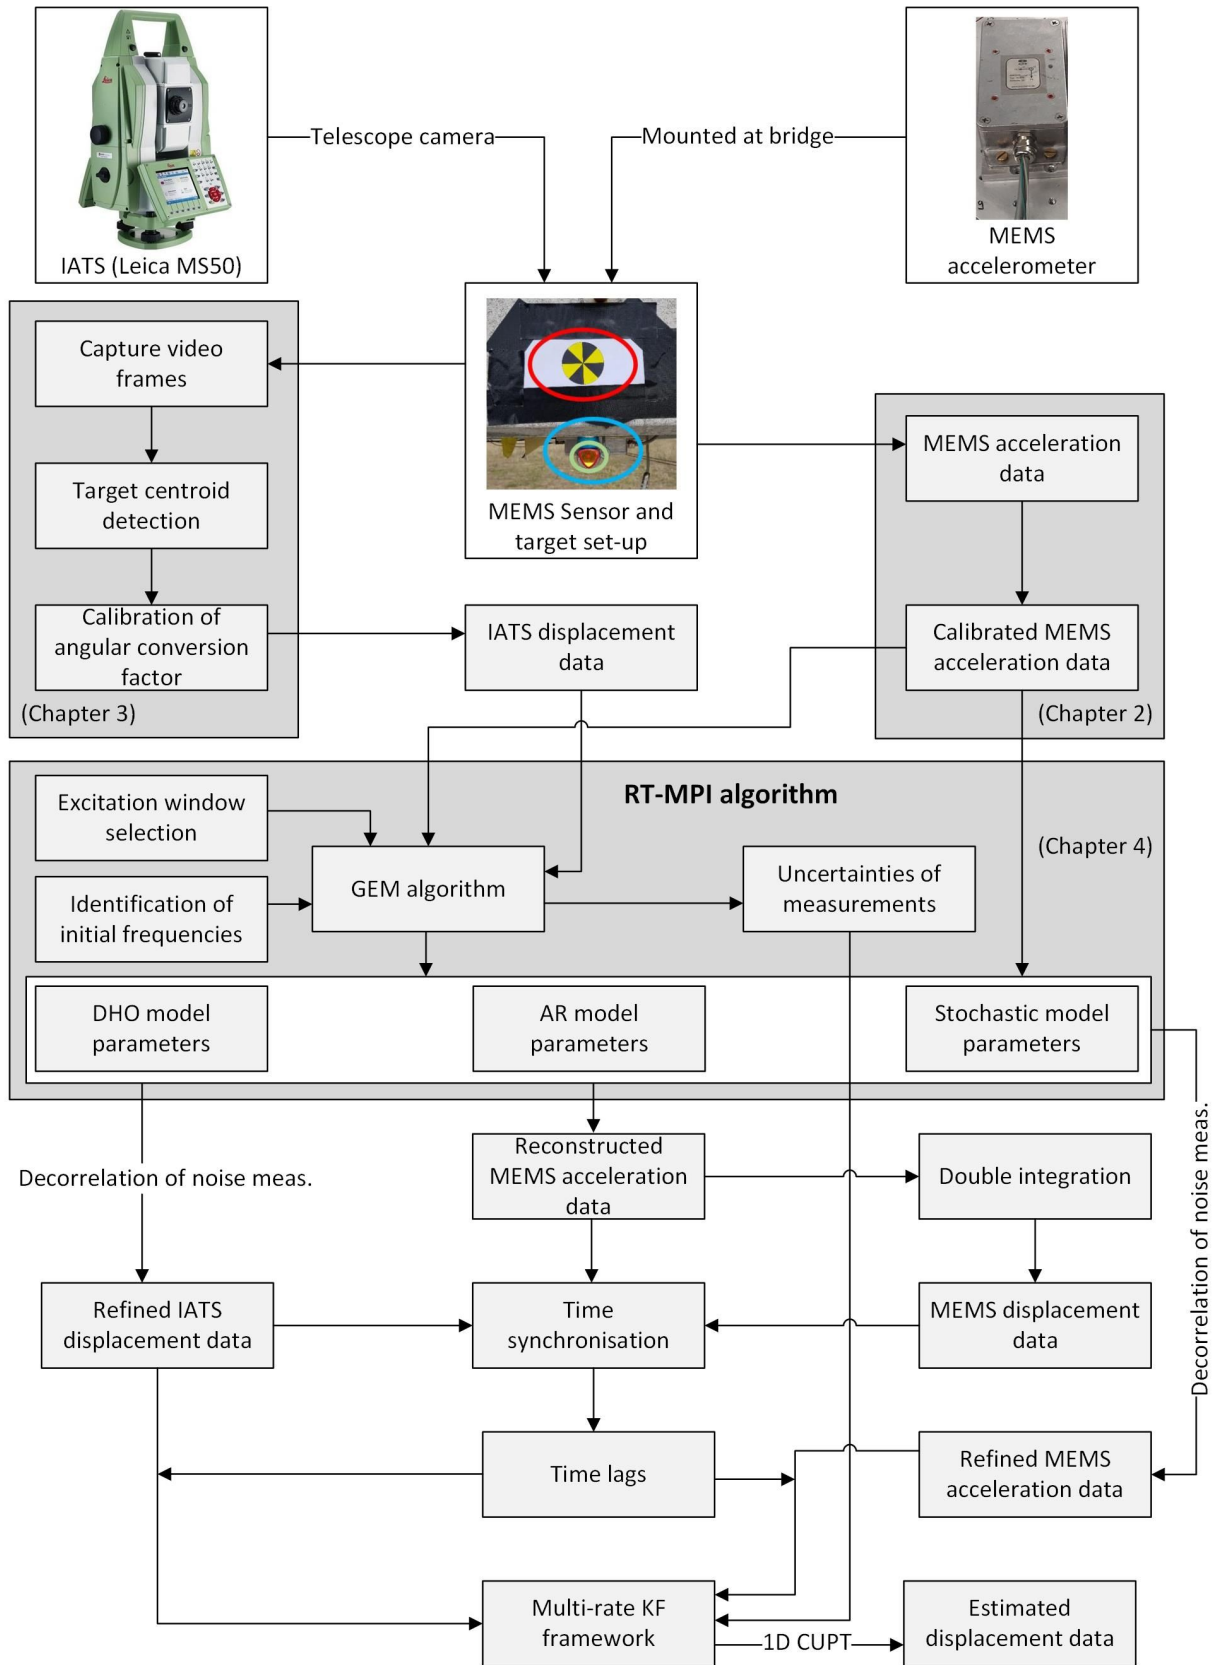 Telescope camera
Mounted at bridge
IATS (Leica MS50)
MEMS
accelerometer
Capture video
frames
MEMS Sensor and
target set-up
MEMS acceleration
data
Target centroid
detection
Calibration of
angular conversion
factor
IATS displacement
data
Calibrated MEMS
acceleration data
(Chapter 3)
(Chapter 2)
RT-MPI algorithm
Excitation window
selection
(Chapter 4)
GEM algorithm
Uncertainties of
measurements
Identification of
initial frequencies
DHO model
parameters
AR model
parameters
Stochastic model
parameters
Decorrelation of noise meas.
Reconstructed
MEMS acceleration
data
Double integration
Decorrelation of noise meas.
Refined IATS
displacement data
Time
synchronisation
MEMS displacement
data
Time lags
Refined MEMS
acceleration data
Multi-rate KF
framework
1D CUPT
Estimated
displacement data